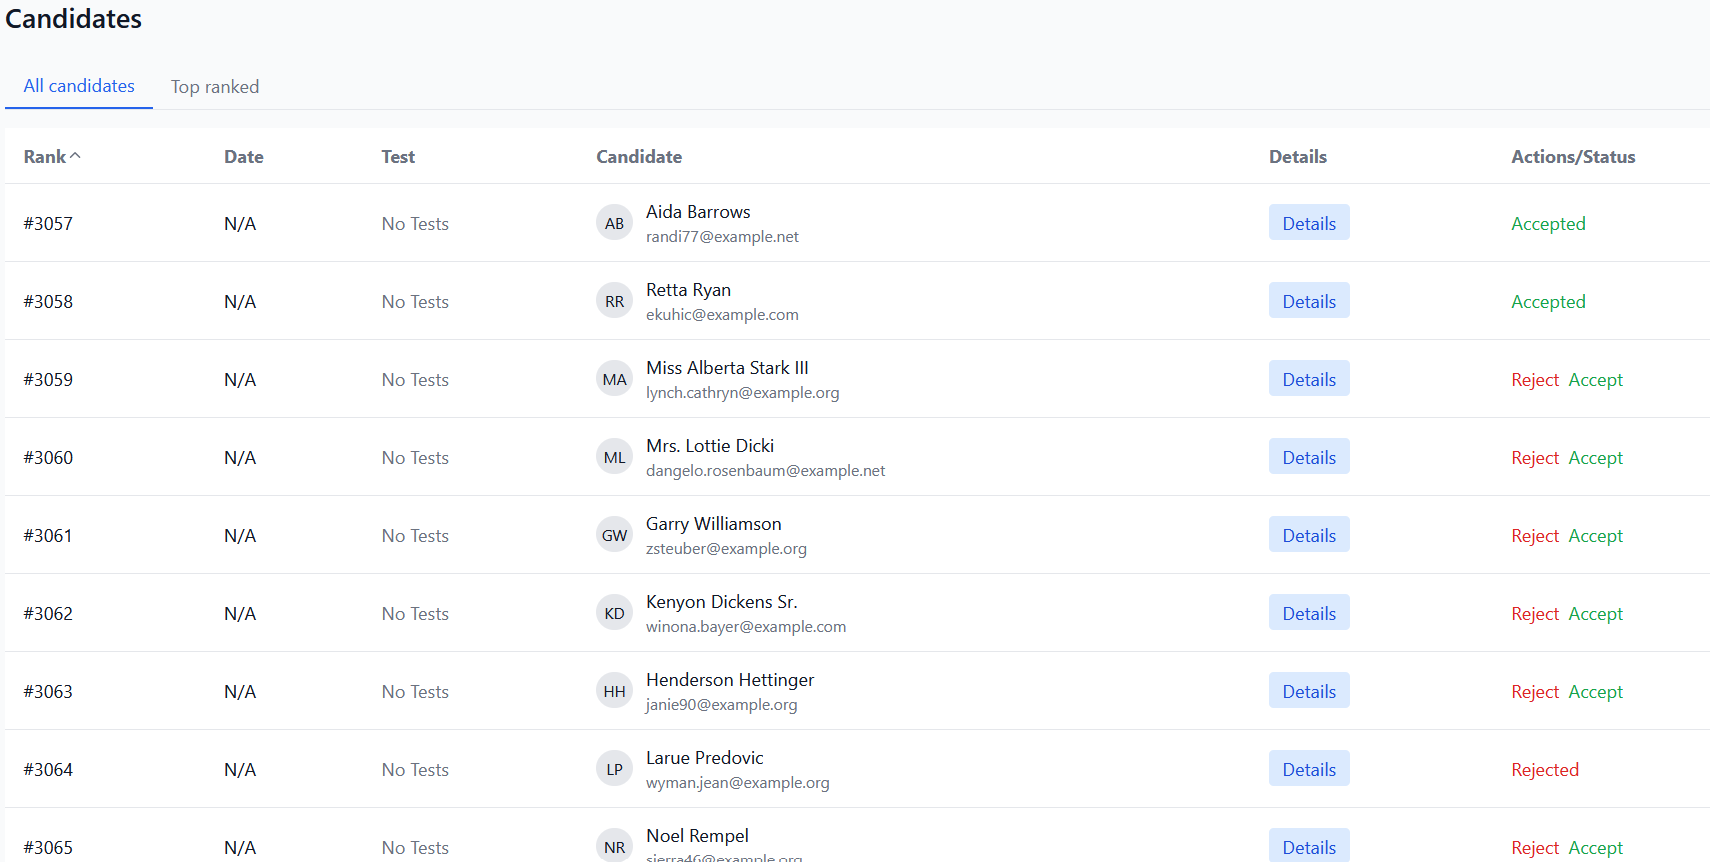 Candidates
All candidates Top ranked
Rank Date Test Candidate Details Actions/Status
#3057 N/A No Tests AB Aida Barrows Details Accepted
randi77@example.net
#3058 N/A No Tests RR Retta Ryan Details Accepted
ekuhic@example.com
#3059 N/A No Tests MA Miss Alberta Stark III Details Reject Accept
lynch.cathryn@example.org
#3060 N/A No Tests ML Mrs. Lottie Dicki Details Reject Accept
dangelo.rosenbaum@example.net
#3061 N/A No Tests GW Garry Williamson Details Reject Accept
zsteuber@example.org
#3062 N/A No Tests KD Kenyon Dickens Sr. Details Reject Accept
winona.bayer@example.com
#3063 N/A No Tests HH Henderson Hettinger Details Reject Accept
janie90@example.org
#3064 N/A No Tests LP Larue Predovic Details Rejected
wyman.jean@example.org
#3065 N/A No Tests NR Noel Rempel Details Reject Accept
sierra46@example.org